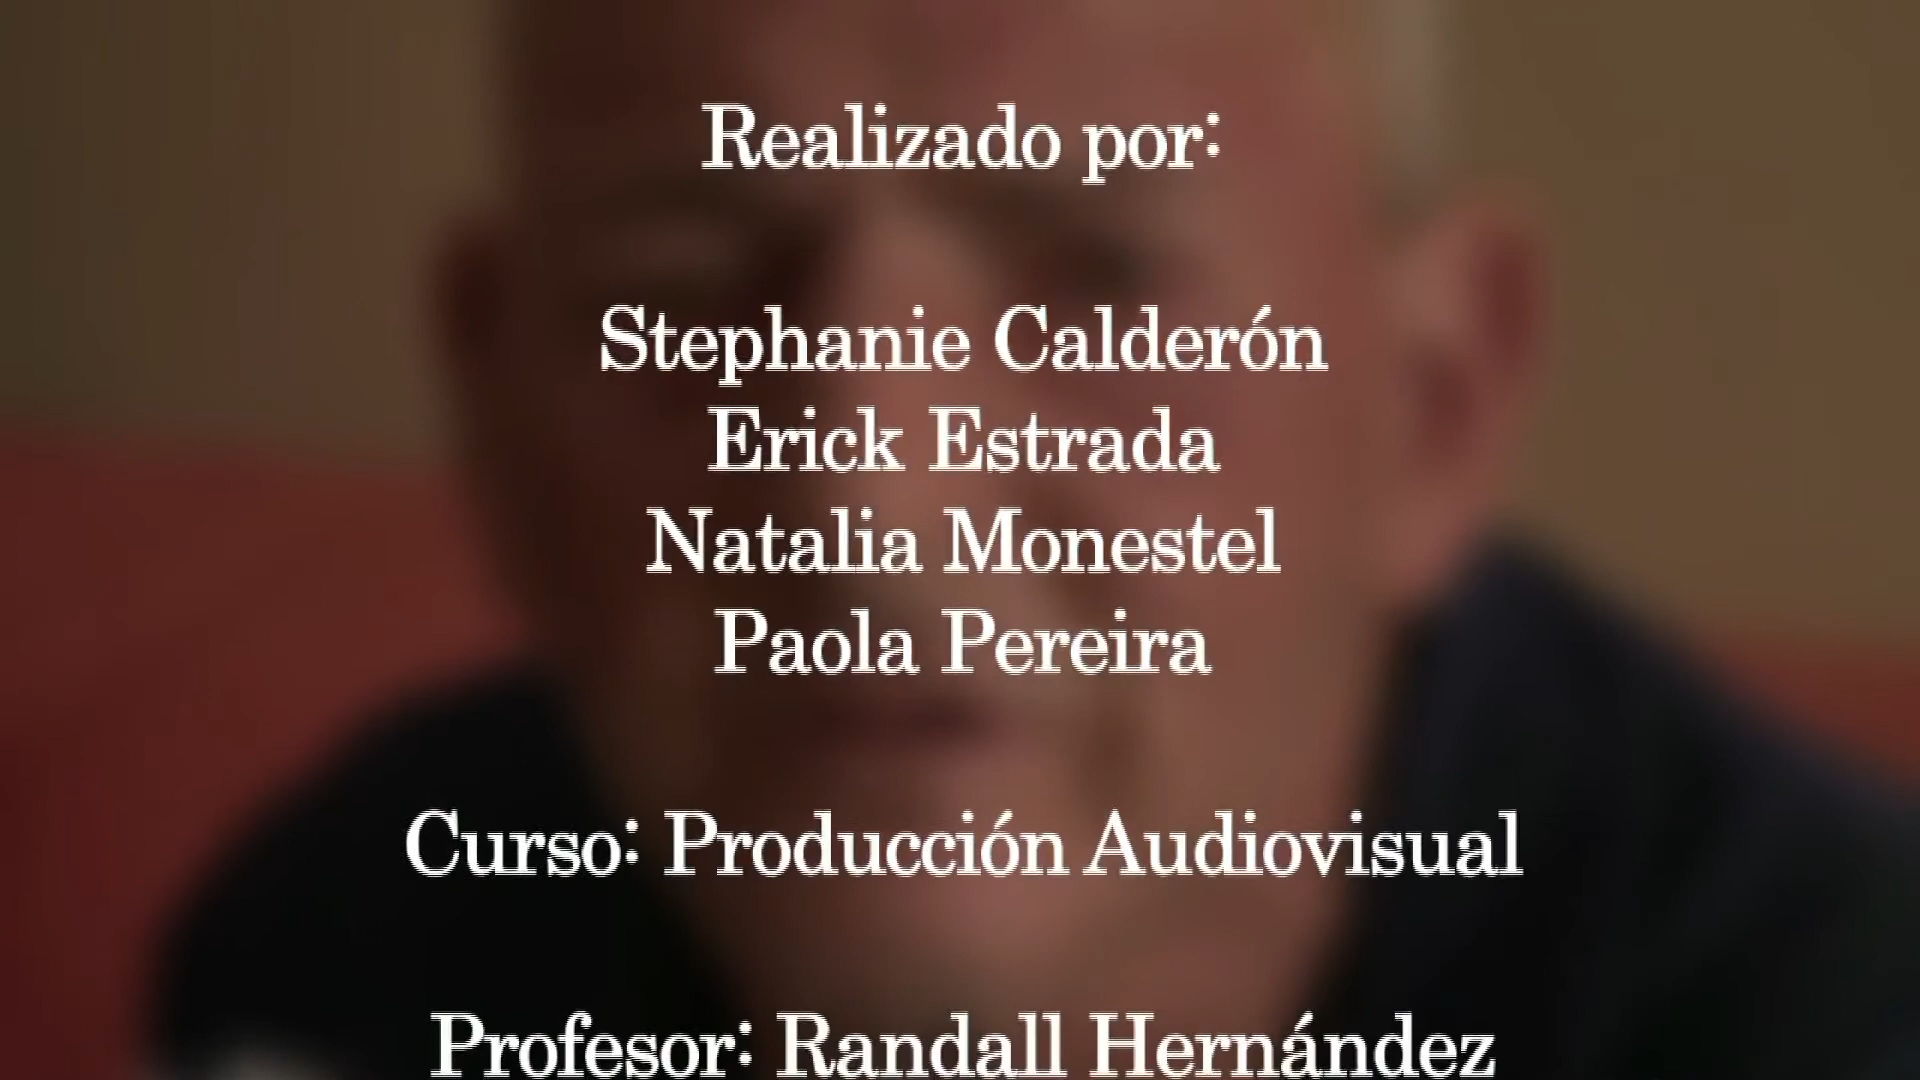 Realizado por:
Stephanie Calderón
Erick Estrada
Natalia Monestel
Paola Pereira
Curso: Producción Audiovisual
Profesor: Randall Hernández